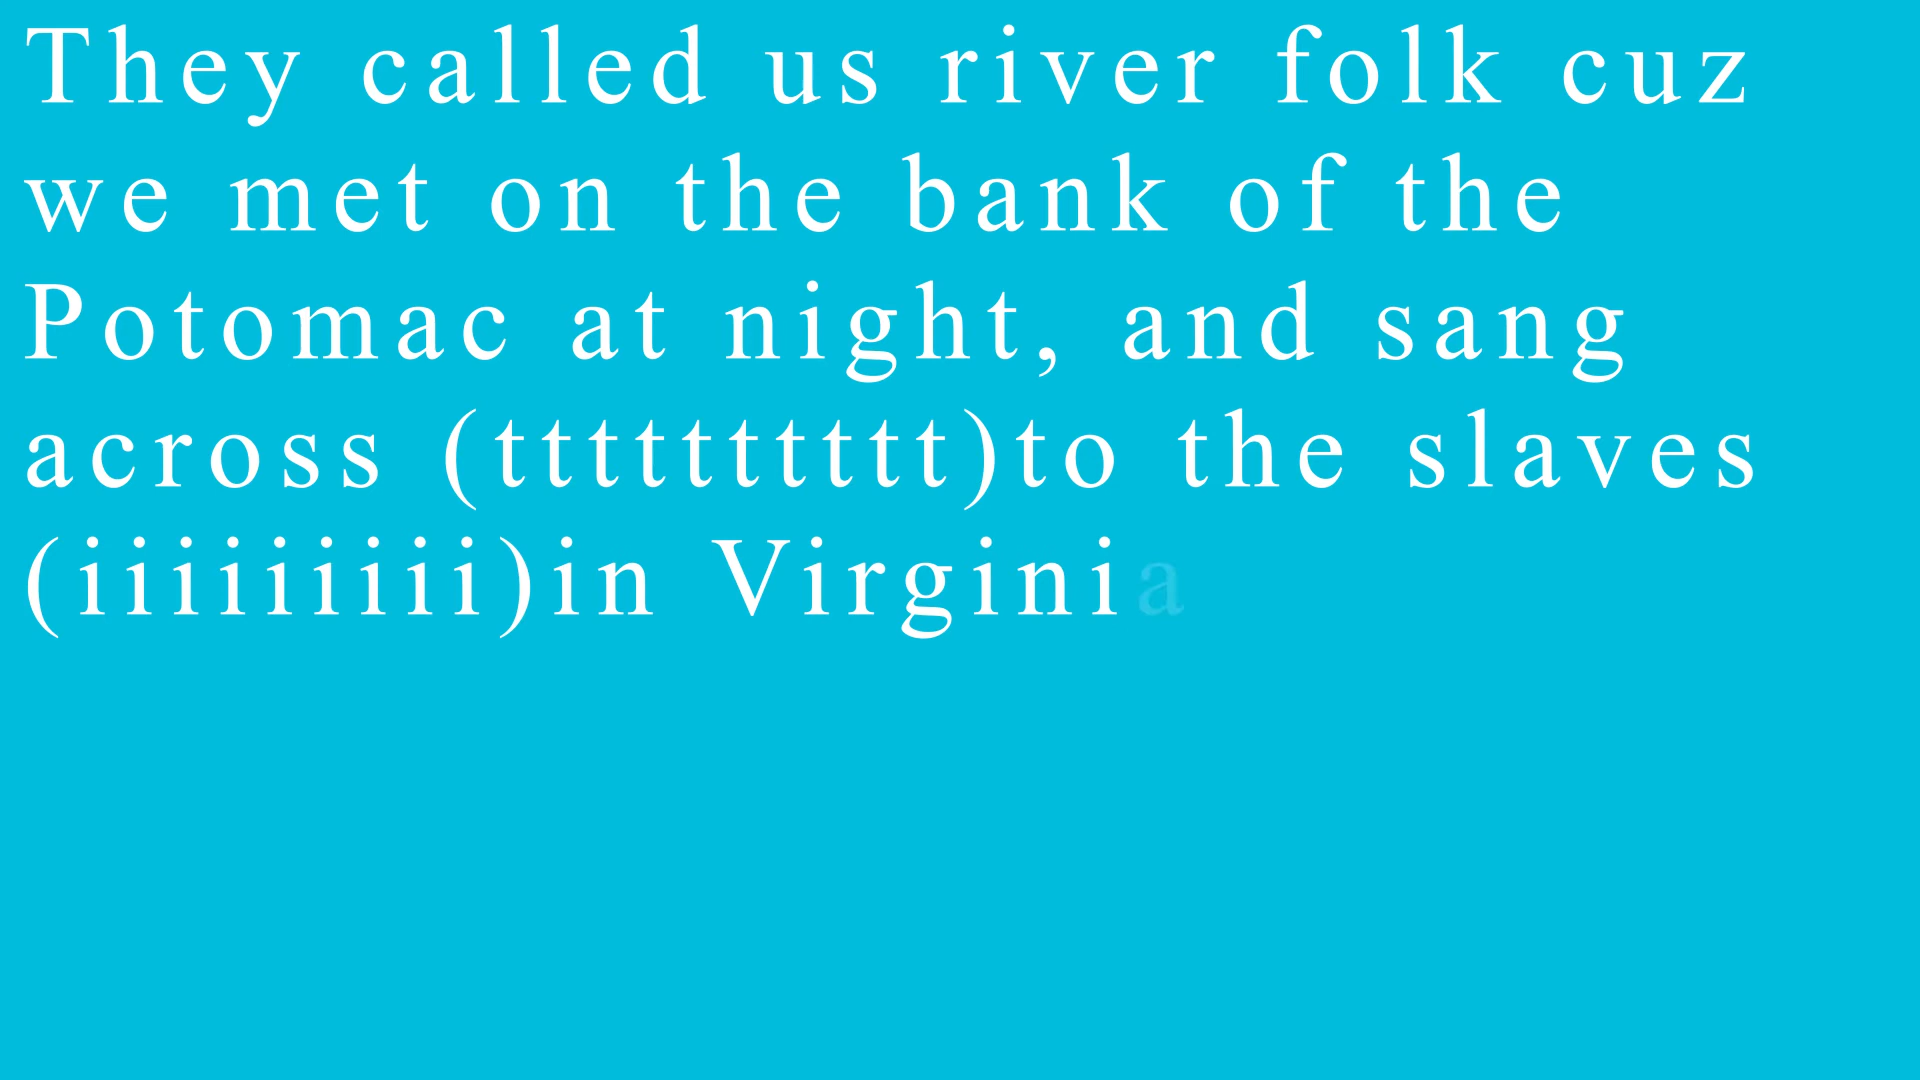 They called us river folk cuz
we met on the bank of the
Potomac at night, and sang
across (tttttttttt)to the slaves
(iiiiiiiii)in Virginia